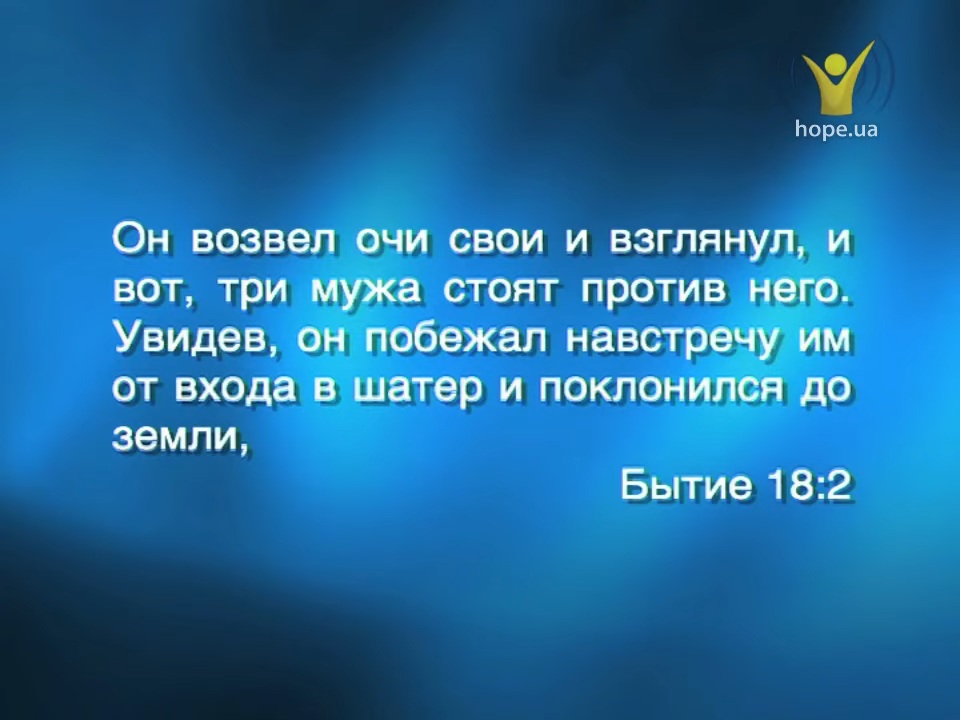 hope.ua
Он возвел очи свои и взглянул, и
вот, три мужа стоят против него.
Увидев, он побежал навстречу им
от входа в шатер и поклонился до
земли,
Бытие 18:2